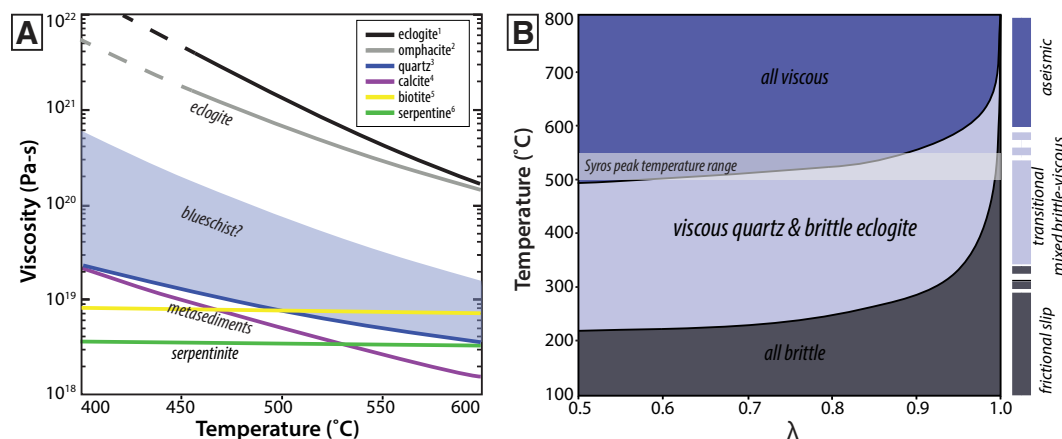 A
10²²
10²¹
10²⁰
10¹⁹
10¹⁸
Viscosity (Pa-s)
eclogite¹
omphacite²
quartz³
calcite⁴
biotite⁵
serpentine⁶
eclogite
blueschist?
metasediments
serpentinite
400 450 500 550 600
Temperature (˚C)
B
800
700
600
500
400
300
200
100
Temperature (˚C)
all viscous
Syros peak temperature range
viscous quartz & brittle eclogite
all brittle
0.5 0.6 0.7 0.8 0.9 1.0
λ
aseismic
transitional
mixed brittle-viscous
frictional slip